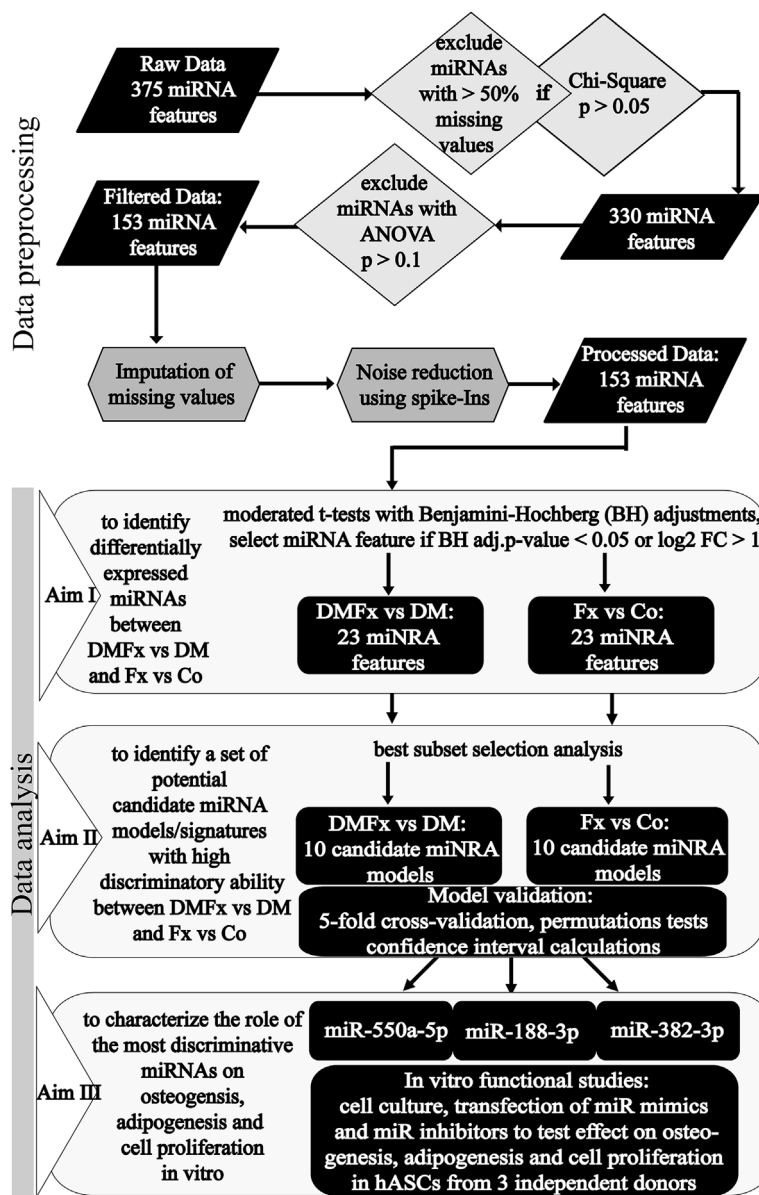 Data preprocessing
Raw Data
375 miRNA
features
exclude
miRNAs
with > 50%
missing
values
if
Chi-Square
p > 0.05
330 miRNA
features
exclude
miRNAs with
ANOVA
p > 0.1
Filtered Data:
153 miRNA
features
Imputation of
missing values
Noise reduction
using spike-Ins
Processed Data:
153 miRNA
features
Data analysis
Aim I
to identify
differentially
expressed
miRNAs
between
DMFx vs DM
and Fx vs Co
moderated t-tests with Benjamini-Hochberg (BH) adjustments,
select miRNA feature if BH adj.p-value < 0.05 or log2 FC > 1
DMFx vs DM:
23 miNRA
features
Fx vs Co:
23 miNRA
features
Aim II
to identify a set of
potential
candidate miRNA
models/signatures
with high
discriminatory ability
between DMFx vs DM
and Fx vs Co
best subset selection analysis
DMFx vs DM:
10 candidate miNRA
models
Fx vs Co:
10 candidate miNRA
models
Model validation:
5-fold cross-validation, permutations tests
confidence interval calculations
Aim III
to characterize the role of
the most discriminative
miRNAs on
osteogensis,
adipogenesis and
cell proliferation
in vitro
miR-550a-5p
miR-188-3p
miR-382-3p
In vitro functional studies:
cell culture, transfection of miR mimics
and miR inhibitors to test effect on osteo-
genesis, adipogenesis and cell proliferation
in hASCs from 3 independent donors